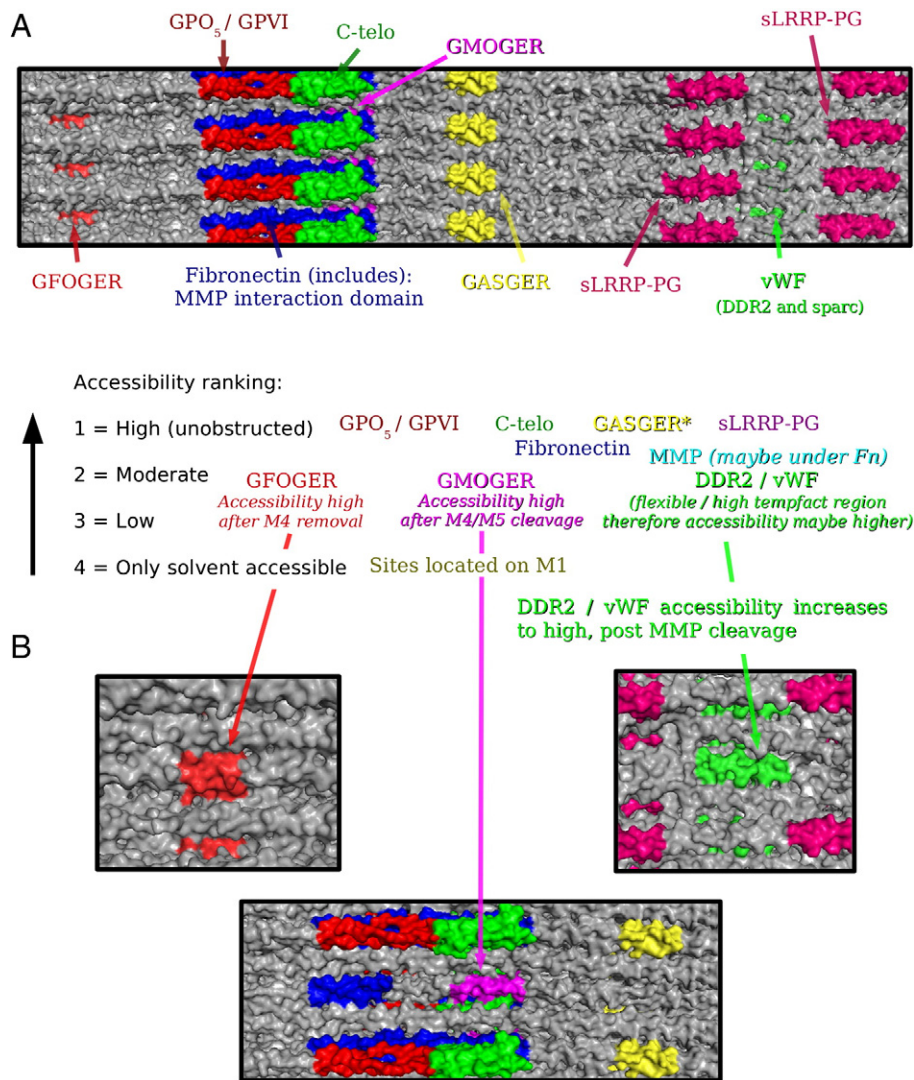 A
GPO5 / GPVI
C-telo
GMOGER
sLRRP-PG
GFOGER
Fibronectin (includes):
MMP interaction domain
GASGER
sLRRP-PG
vWF
(DDR2 and sparc)
Accessibility ranking:
1 = High (unobstructed)
GPO5 / GPVI
C-telo
GASGER*
sLRRP-PG
Fibronectin
2 = Moderate
MMP (maybe under Fn)
GFOGER
Accessibility high
after M4 removal
GMOGER
Accessibility high
after M4/M5 cleavage
DDR2 / vWF
(flexible / high tempfact region
therefore accessibility maybe higher)
3 = Low
4 = Only solvent accessible
Sites located on M1
DDR2 / vWF accessibility increases
to high, post MMP cleavage
B